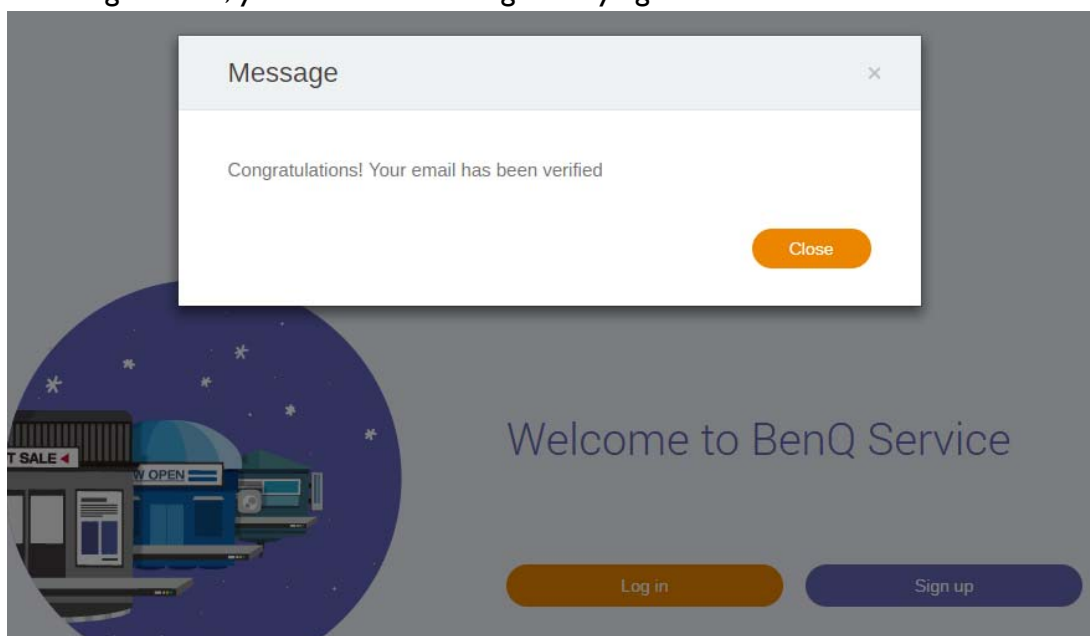 Message
×
Congratulations! Your email has been verified
Close
T SALE
W OPEN
Welcome to BenQ Service
Log in
Sign up